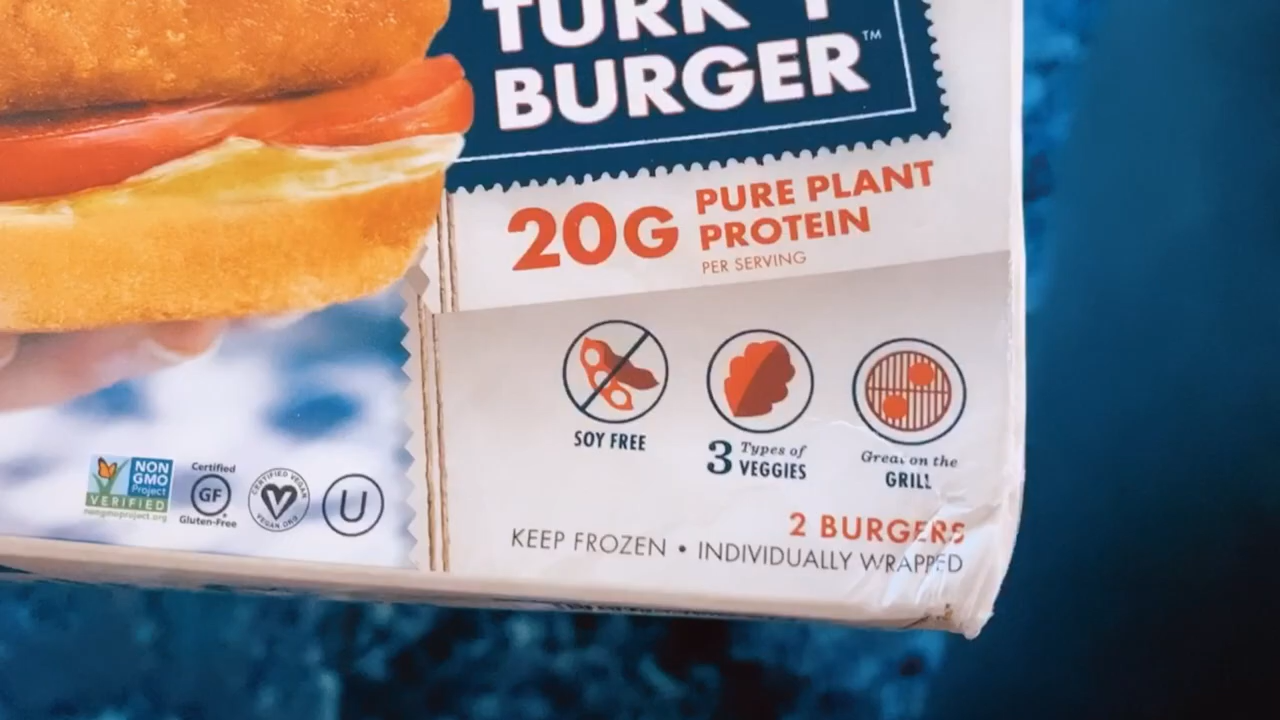 BURGER™
20G PURE PLANT
PROTEIN
PER SERVING
SOY FREE
3 Types of
VEGGIES
Great on the
GRILL
2 BURGERS
KEEP FROZEN • INDIVIDUALLY WRAPPED
NON
GMO
Project
VERIFIED
nongmoproject.org
Certified
GF
Gluten-Free
CERTIFIED VEGAN
VEGAN.ORG
V
U